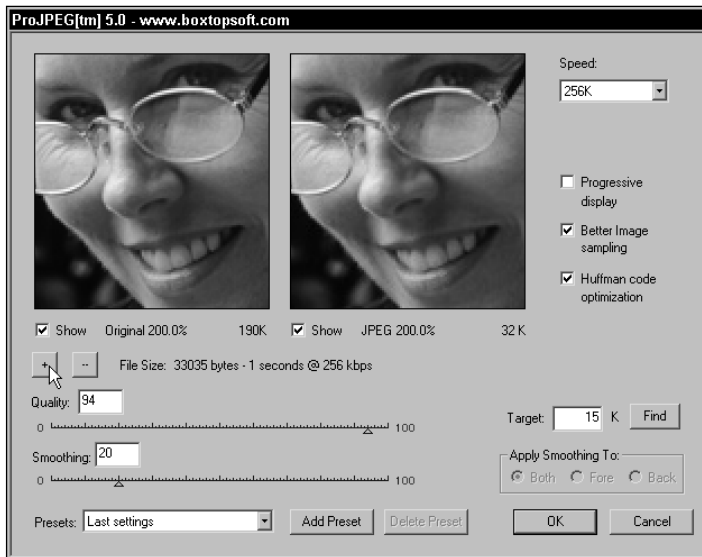 ProJPEG[tm] 5.0 - www.boxtopsoft.com
Speed:
256K
Progressive
display
Better Image
sampling
Huffman code
optimization
Show Original 200.0% 190K
Show JPEG 200.0% 32 K
+ -- File Size: 33035 bytes - 1 seconds @ 256 kbps
Quality: 94
0 100
Smoothing: 20
0 100
Target: 15 K Find
Apply Smoothing To:
Both Fore Back
Presets: Last settings Add Preset Delete Preset OK Cancel